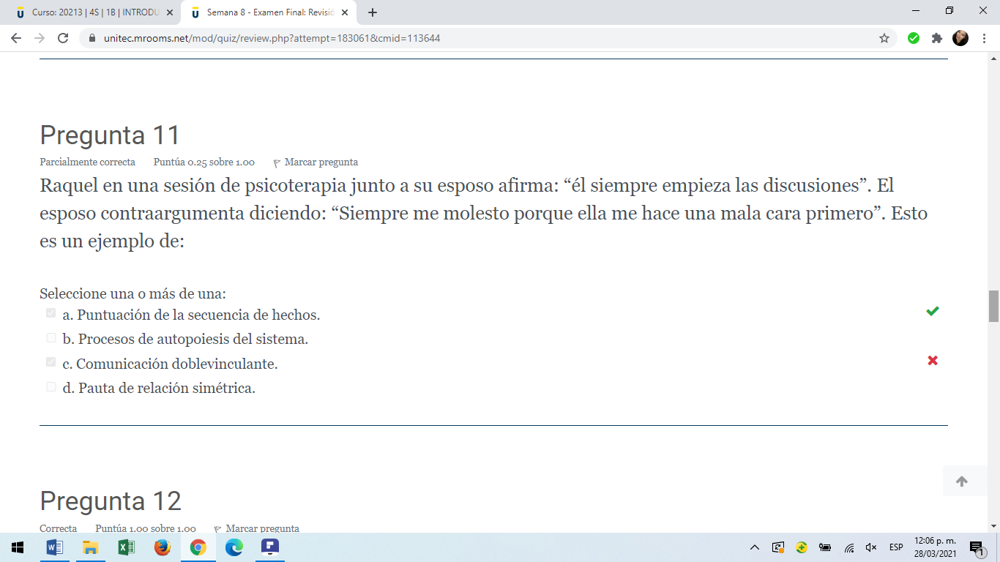 Curso: 20213 | 4S | 1B | INTRODU
Semana 8 - Examen Final: Revisió
unitec.mrooms.net/mod/quiz/review.php?attempt=183061&cmid=113644
Pregunta 11
Parcialmente correcta Puntúa 0.25 sobre 1.00 Marcar pregunta
Raquel en una sesión de psicoterapia junto a su esposo afirma: “él siempre empieza las discusiones”. El
esposo contraargumenta diciendo: “Siempre me molesto porque ella me hace una mala cara primero”. Esto
es un ejemplo de:
Seleccione una o más de una:
a. Puntuación de la secuencia de hechos.
b. Procesos de autopoiesis del sistema.
c. Comunicación doblevinculante.
d. Pauta de relación simétrica.
Pregunta 12
Correcta Puntúa 1.00 sobre 1.00 Marcar pregunta
ESP
12:06 p. m.
28/03/2021
1